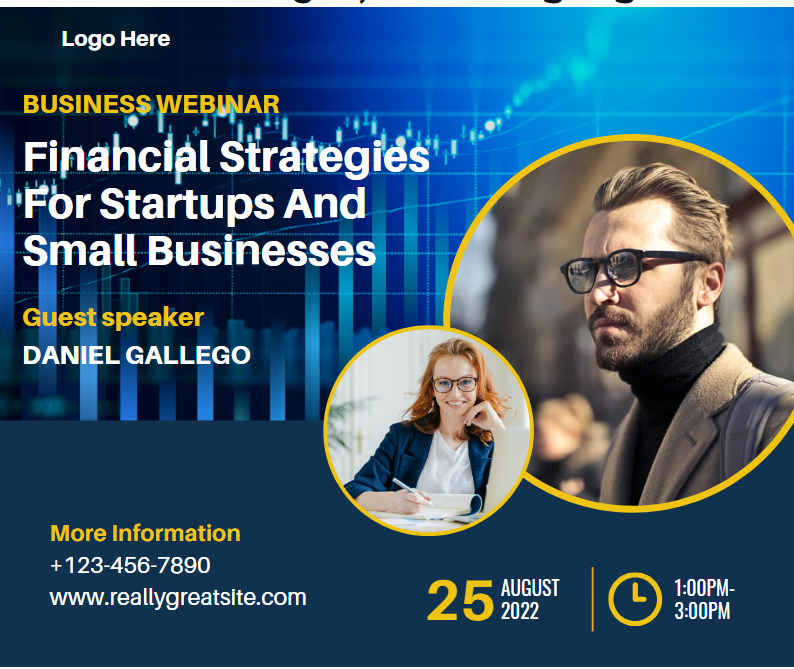 Logo Here
BUSINESS WEBINAR
Financial Strategies
For Startups And
Small Businesses
Guest speaker
DANIEL GALLEGO
More Information
+123-456-7890
www.reallygreatsite.com
25 AUGUST
2022
1:00PM-
3:00PM